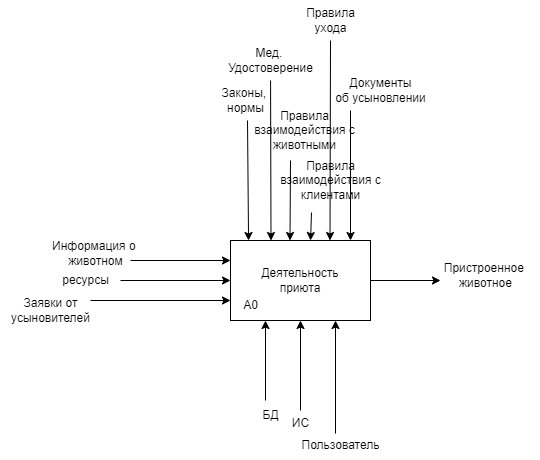 Правила
ухода
Мед.
Удостоверение
Законы,
нормы
Документы
об усыновлении
Правила
взаимодействия с
животными
Правила
взаимодействия с
клиентами
Информация о
животном
ресурсы
Заявки от
усыновителей
Деятельность
приюта
А0
Пристроенное
животное
БД
ИС
Пользователь